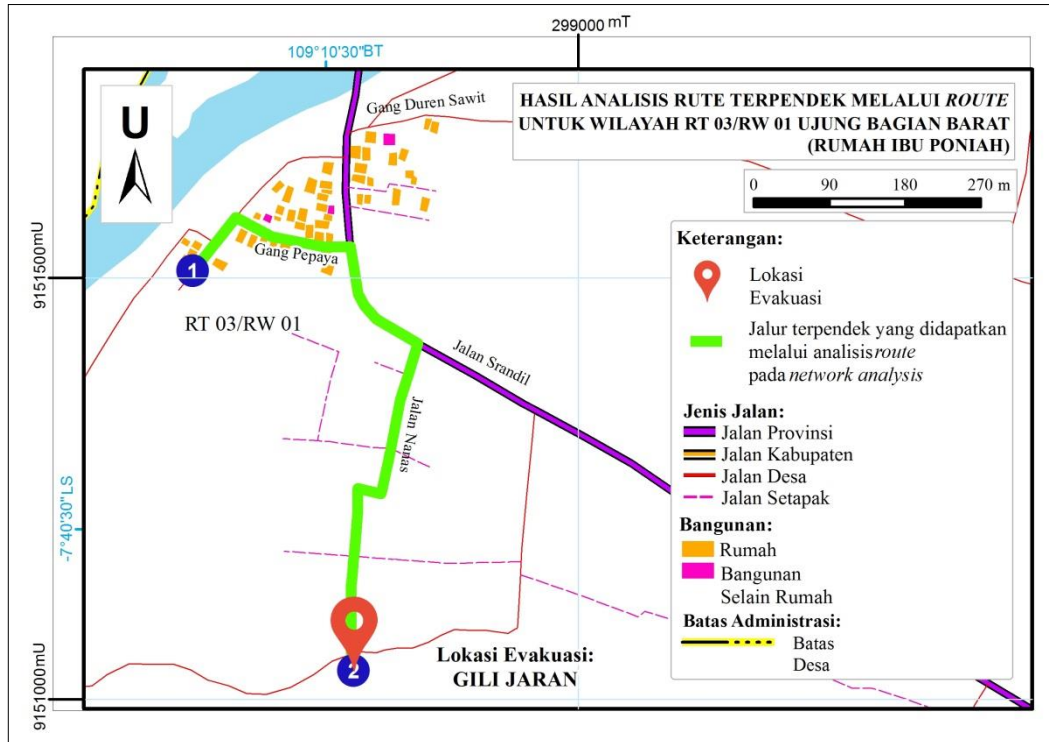 299000 mT
109°10'30"BT
U
Gang Duren Sawit
HASIL ANALISIS RUTE TERPENDEK MELALUI ROUTE
UNTUK WILAYAH RT 03/RW 01 UJUNG BAGIAN BARAT
(RUMAH IBU PONIAH)
0 90 180 270 m
9151500mU
Gang Pepaya
1
RT 03/RW 01
Jalan Srandil
Jalan Nanas
-7°40'30"LS
2
Lokasi Evakuasi:
GILI JARAN
9151000mU
Keterangan:
Lokasi
Evakuasi
Jalur terpendek yang didapatkan
melalui analisis route
pada network analysis
Jenis Jalan:
Jalan Provinsi
Jalan Kabupaten
Jalan Desa
Jalan Setapak
Bangunan:
Rumah
Bangunan
Selain Rumah
Batas Administrasi:
Batas
Desa